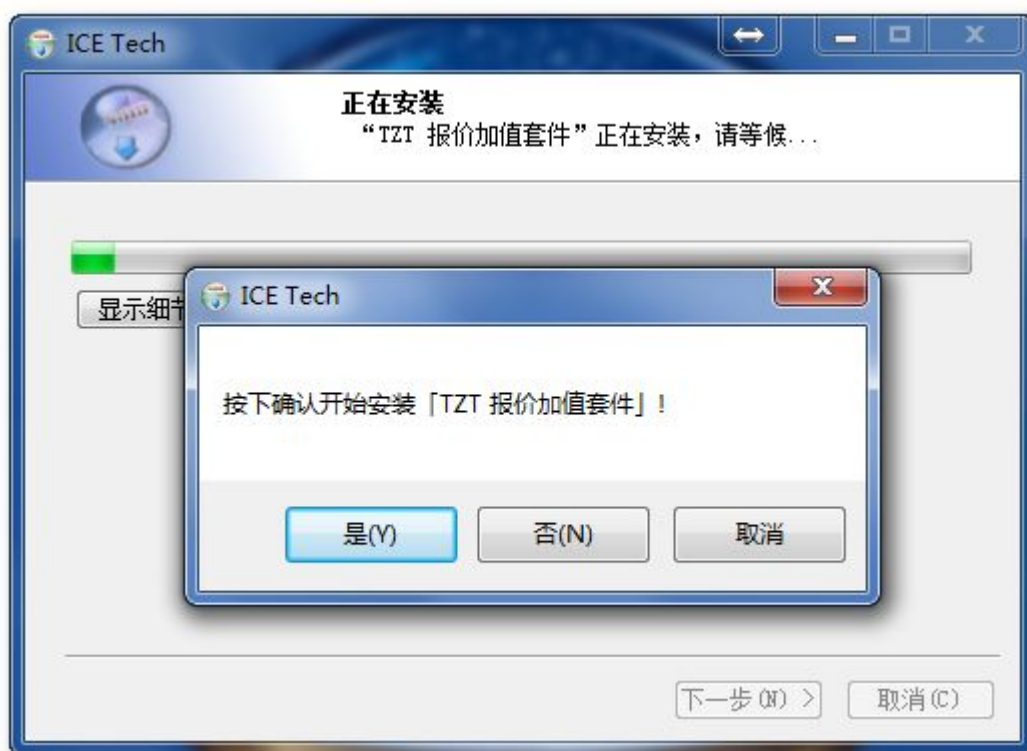 ICE Tech
正在安装
“TZT 报价加值套件”正在安装，请等候...
显示细节
ICE Tech
按下确认开始安装「TZT 报价加值套件」！
是(Y)
否(N)
取消
下一步(N) >
取消(C)